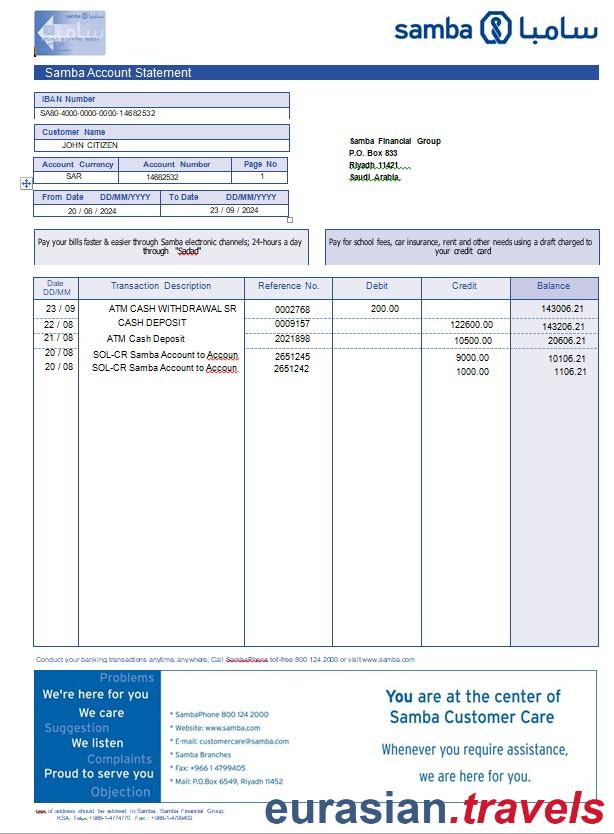 samba سامبا
Samba Account Statement
IBAN Number
SA80-4000-0000-0000-14682532
Customer Name
JOHN CITIZEN
Account Currency Account Number Page No
SAR 14682532 1
From Date DD/MM/YYYY To Date DD/MM/YYYY
20 / 08 / 2024 23 / 09 / 2024
Samba Financial Group
P.O. Box 833
Riyadh 11421
Saudi Arabia,
Pay your bills faster & easier through Samba electronic channels; 24-hours a day
through "Sadad"
Pay for school fees, car insurance, rent and other needs using a draft charged to
your credit card
Date
DD/MM Transaction Description Reference No. Debit Credit Balance
23 / 09 ATM CASH WITHDRAWAL SR 0002768 200.00 143006.21
22 / 08 CASH DEPOSIT 0009157 122600.00 143206.21
21 / 08 ATM Cash Deposit 2021898 10500.00 20606.21
20 / 08 SOL-CR Samba Account to Accoun 2651245 9000.00 10106.21
20 / 08 SOL-CR Samba Account to Accoun 2651242 1000.00 1106.21
Conduct your banking transactions anytime, anywhere; Call SambaPhone toll-free 800 124 2000 or visit www.samba.com
Problems
We're here for you
We care
Suggestion
We listen
Complaints
Proud to serve you
Objection
* SambaPhone 800 124 2000
* Website: www.samba.com
* E-mail: customercare@samba.com
* Samba Branches
* Fax: +966 1 4799405
* Mail: P.O.Box 6549, Riyadh 11452
You are at the center of
Samba Customer Care
Whenever you require assistance,
we are here for you.
of address should be advised to Samba, Samba Financial Group,
KSA, +966-1-4774770 Fax : +966-1-4799402
eurasian.travels